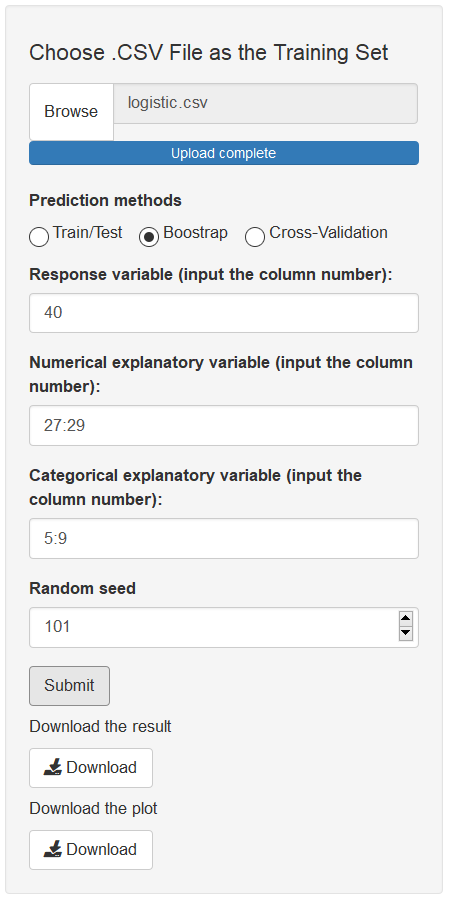 Choose .CSV File as the Training Set
Browse logistic.csv
Upload complete
Prediction methods
Train/Test Boostrap Cross-Validation
Response variable (input the column number):
40
Numerical explanatory variable (input the column
number):
27:29
Categorical explanatory variable (input the
column number):
5:9
Random seed
101
Submit
Download the result
Download
Download the plot
Download